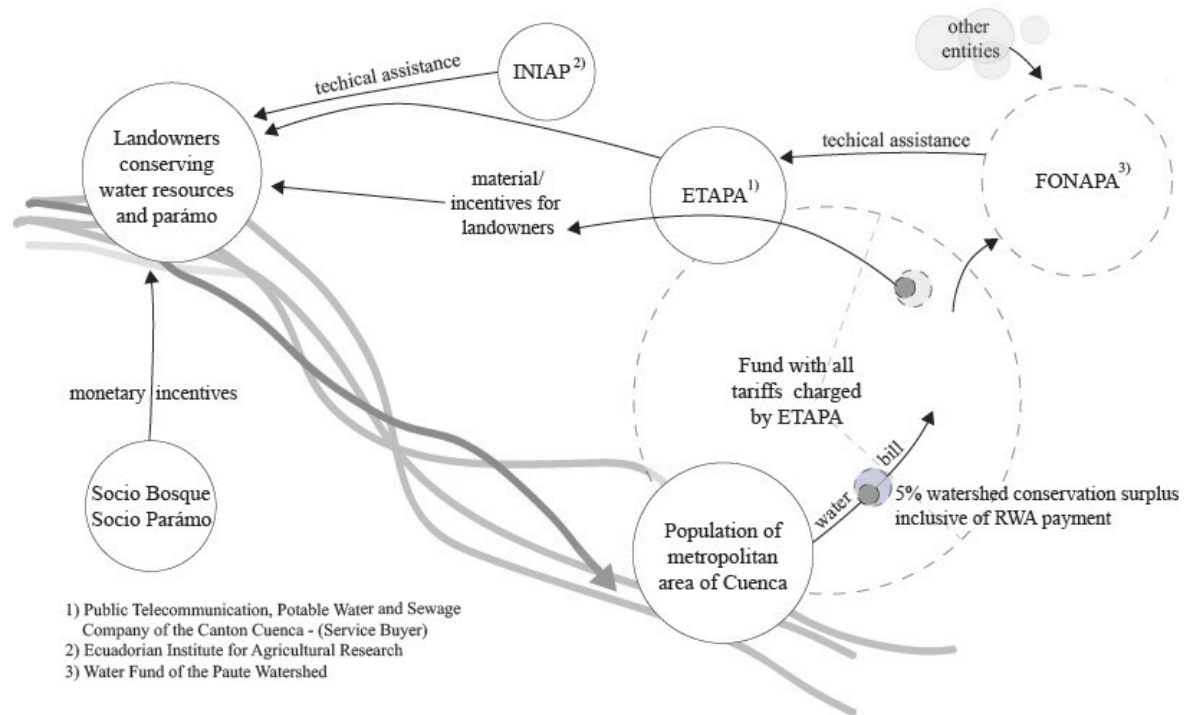 other
entities
INIAP 2)
techical assistance
Landowners
conserving
water resources
and parámo
techical assistance
FONAPA 3)
ETAPA 1)
material/
incentives for
landowners
Fund with all
tariffs charged
by ETAPA
monetary incentives
water bill
5% watershed conservation surplus
inclusive of RWA payment
Socio Bosque
Socio Parámo
Population of
metropolitan
area of Cuenca
1) Public Telecommunication, Potable Water and Sewage
Company of the Canton Cuenca - (Service Buyer)
2) Ecuadorian Institute for Agricultural Research
3) Water Fund of the Paute Watershed